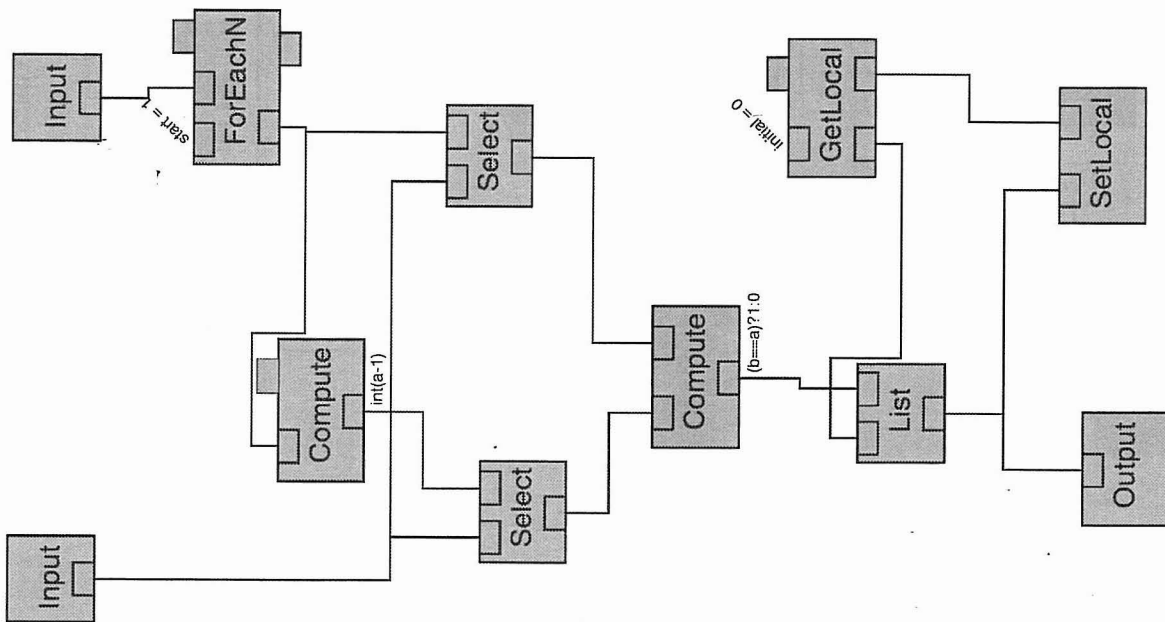 Input
start = 1
ForEachN
Select
Compute
int(a-1)
Input
Select
Compute
(b==a)?1:0
initial = 0
GetLocal
List
SetLocal
Output